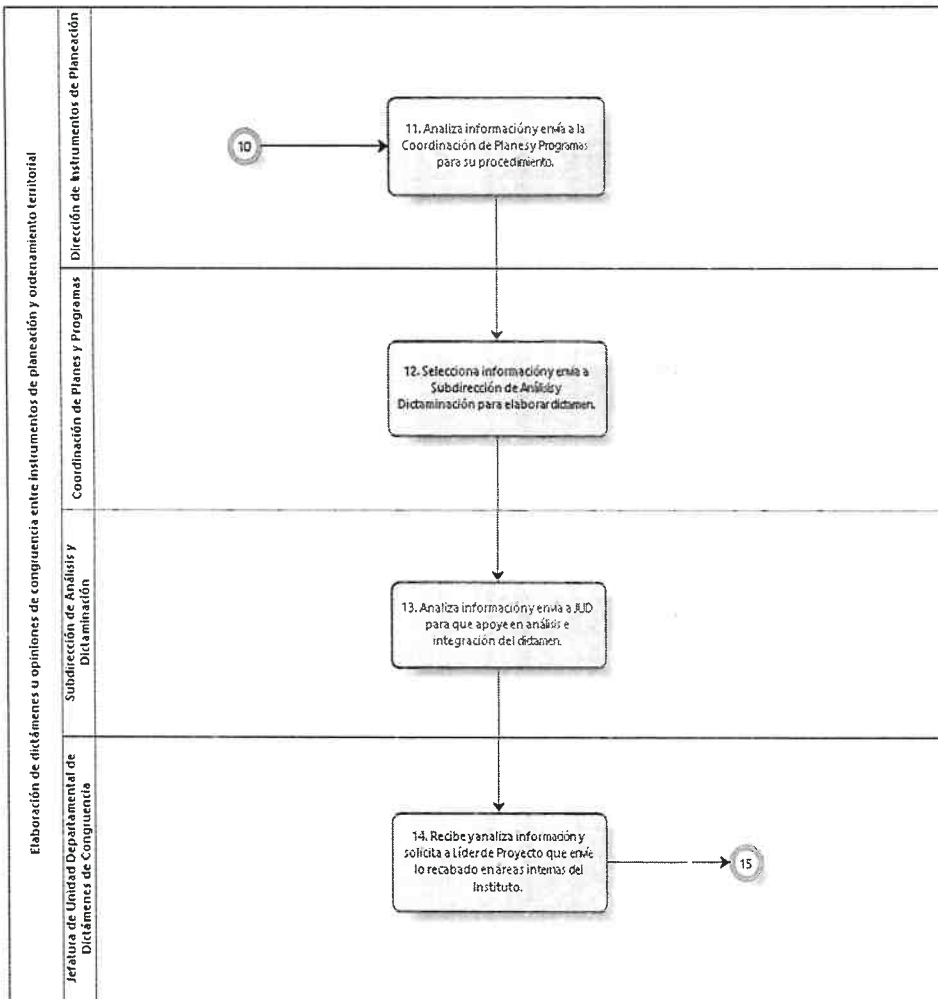 Elaboración de dictámenes u opiniones de congruencia entre instrumentos de planeación y ordenamiento territorial
Dirección de Instrumentos de Planeación
10
11. Analiza información y envía a la
Coordinación de Planes y Programas
para su procedimiento.
Coordinación de Planes y Programas
12. Selecciona información y envía a
Subdirección de Análisis y
Dictaminación para elaborar dictamen.
Subdirección de Análisis y
Dictaminación
13. Analiza información y envía a JUD
para que apoye en análisis e
integración del dictamen.
Jefatura de Unidad Departamental de
Dictámenes de Congruencia
14. Recibe y analiza información y
solicita a Líder de Proyecto que envíe
lo recabado en áreas internas del
Instituto.
15